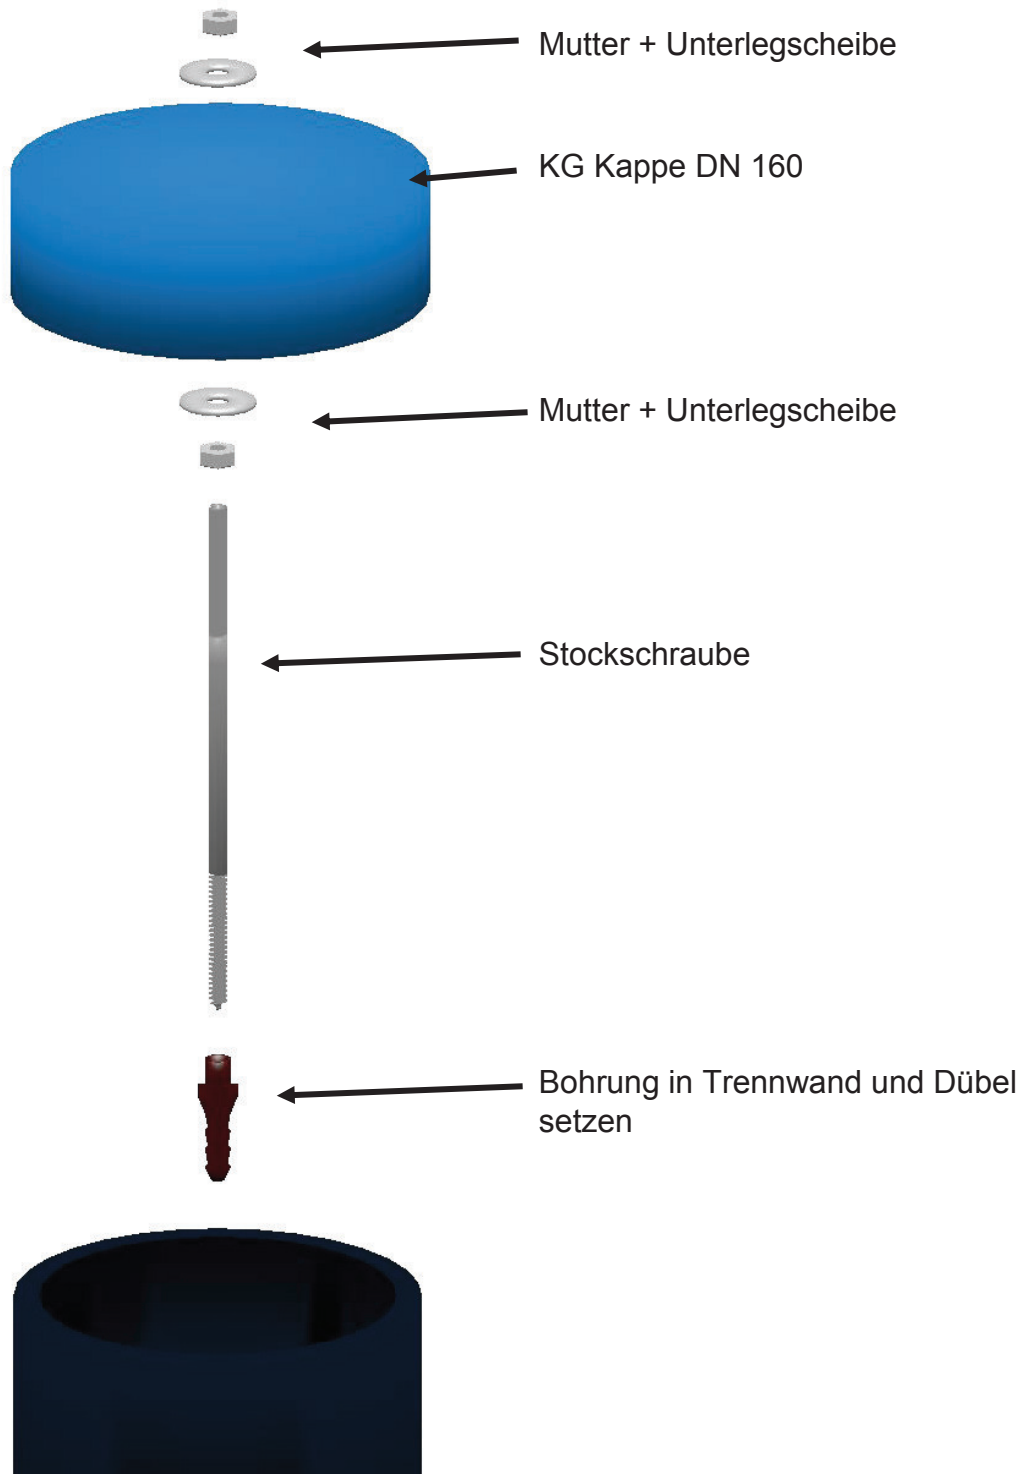 Mutter + Unterlegscheibe
KG Kappe DN 160
Mutter + Unterlegscheibe
Stockschraube
Bohrung in Trennwand und Dübel
setzen